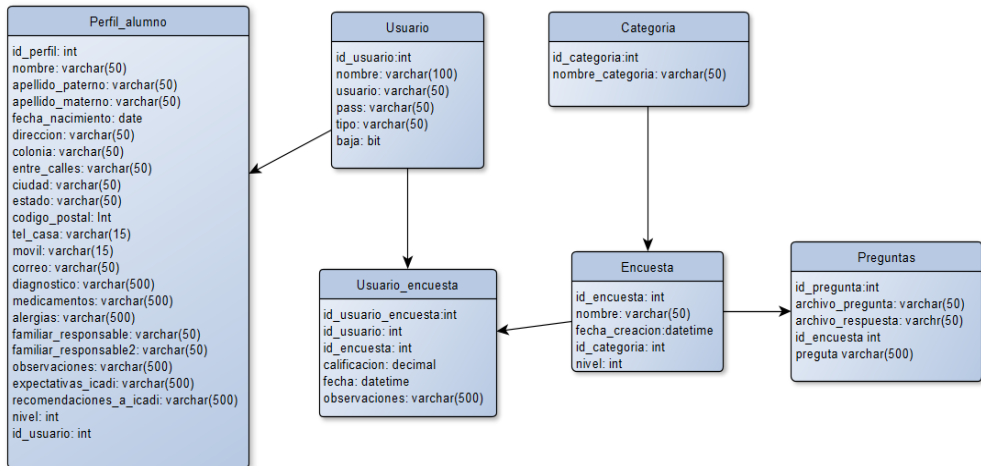 Perfil_alumno
id_perfil: int
nombre: varchar(50)
apellido_paterno: varchar(50)
apellido_materno: varchar(50)
fecha_nacimiento: date
direccion: varchar(50)
colonia: varchar(50)
entre_calles: varchar(50)
ciudad: varchar(50)
estado: varchar(50)
codigo_postal: Int
tel_casa: varchar(15)
movil: varchar(15)
correo: varchar(50)
diagnostico: varchar(500)
medicamentos: varchar(500)
alergias: varchar(500)
familiar_responsable: varchar(50)
familiar_responsable2: varchar(50)
observaciones: varchar(500)
expectativas_icadi: varchar(500)
recomendaciones_a_icadi: varchar(500)
nivel: int
id_usuario: int
Usuario
id_usuario:int
nombre: varchar(100)
usuario: varchar(50)
pass: varchar(50)
tipo: varchar(50)
baja: bit
Categoria
id_categoria:int
nombre_categoria: varchar(50)
Usuario_encuesta
id_usuario_encuesta:int
id_usuario: int
id_encuesta: int
calificacion: decimal
fecha: datetime
observaciones: varchar(500)
Encuesta
id_encuesta: int
nombre: varchar(50)
fecha_creacion:datetime
id_categoria: int
nivel: int
Preguntas
id_pregunta:int
archivo_pregunta: varchar(50)
archivo_respuesta: varchr(50)
id_encuesta int
preguta varchar(500)